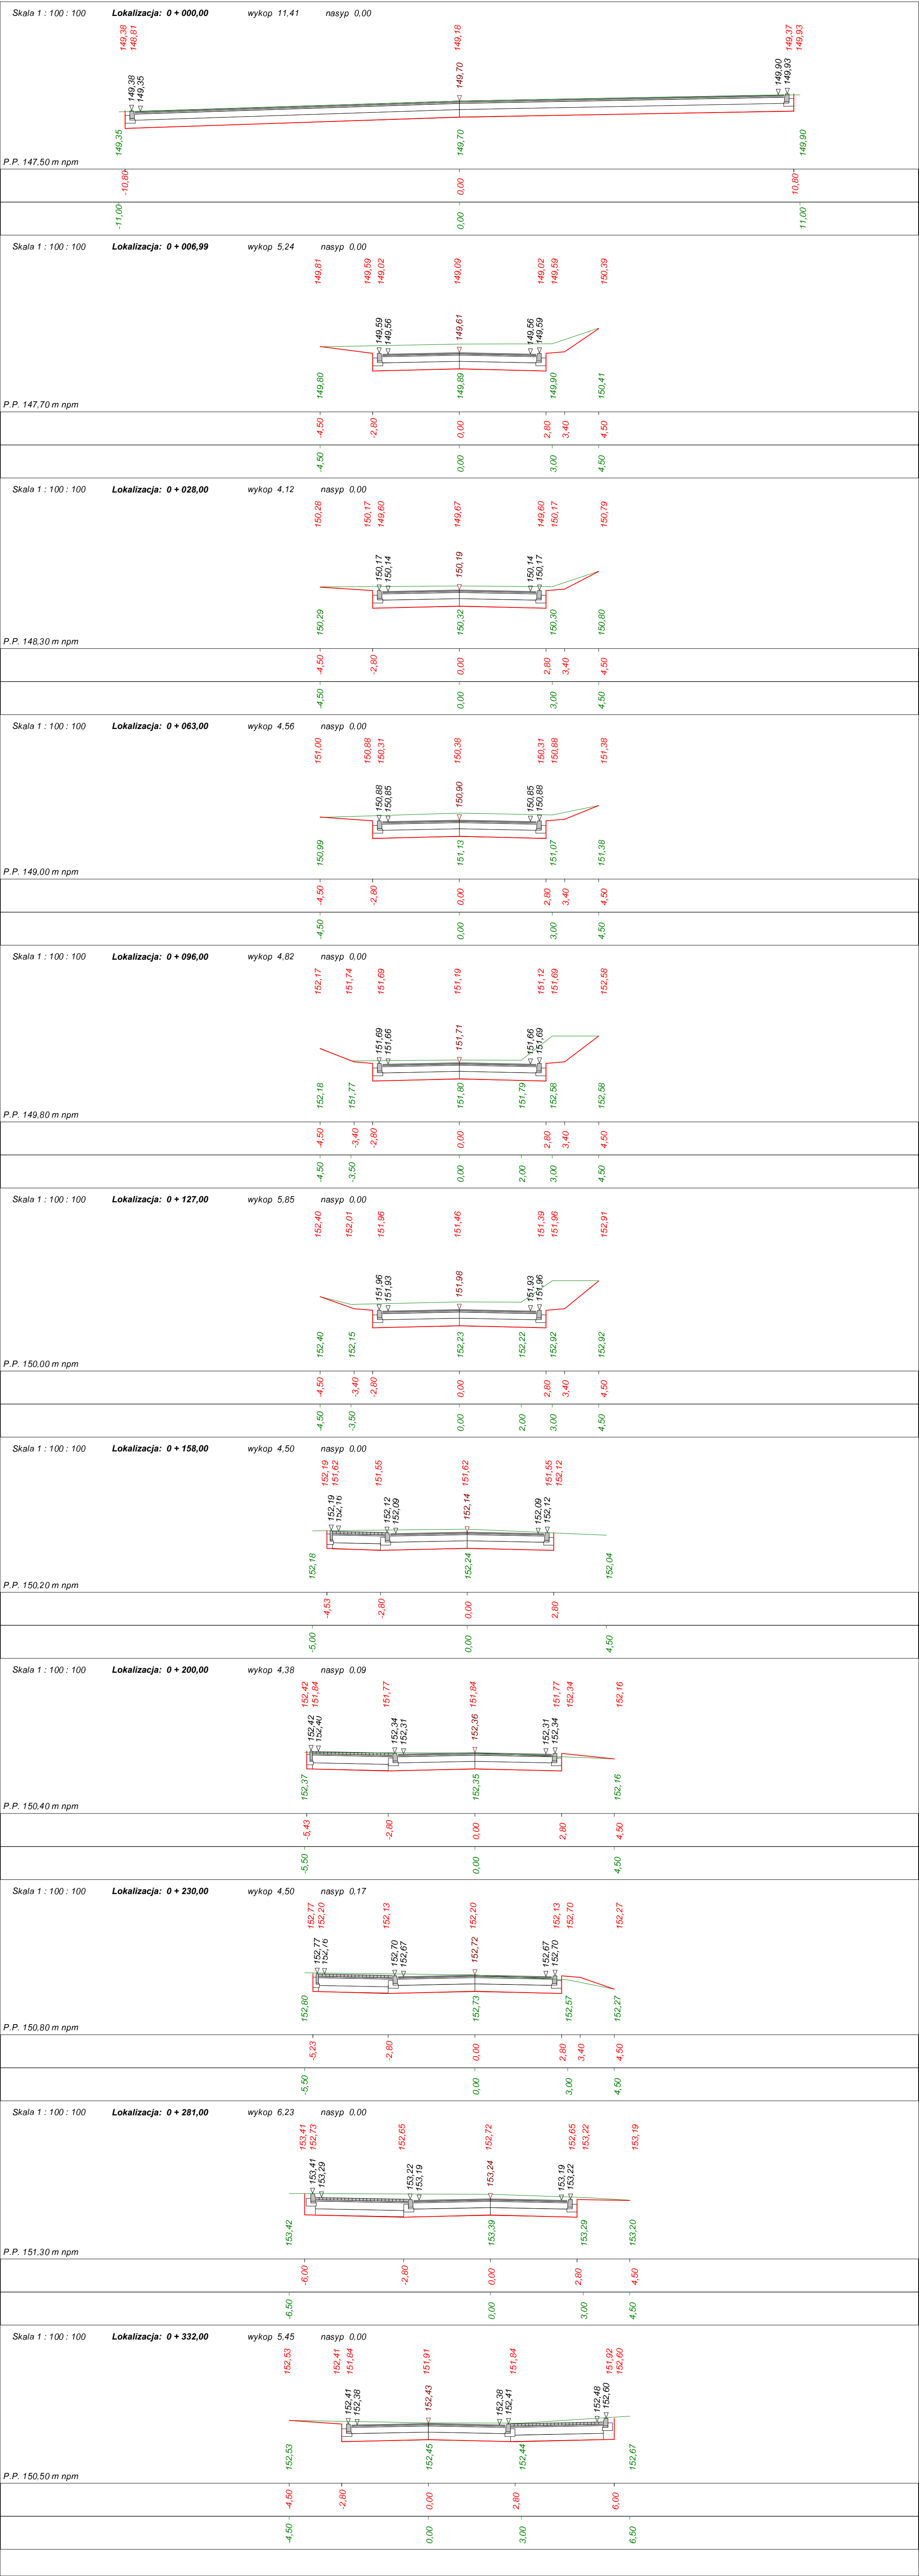 Skala 1 : 100 : 100 Lokalizacja: 0 + 000,00 wykop 11,41 nasyp 0,00
149,38 148,81 149,18 149,37 149,93
149,38 149,35 149,70 149,90 149,93
149,35 149,70 149,90
P.P. 147,50 m npm
-10,80 0,00 10,80
-11,00 0,00 11,00
Skala 1 : 100 : 100 Lokalizacja: 0 + 006,99 wykop 5,24 nasyp 0,00
149,81 149,59 149,02 149,09 149,02 149,59 150,39
149,59 149,56 149,61 149,56 149,59
149,80 149,89 149,90 150,41
P.P. 147,70 m npm
-4,50 -2,80 0,00 2,80 3,40 4,50
-4,50 0,00 3,00 4,50
Skala 1 : 100 : 100 Lokalizacja: 0 + 028,00 wykop 4,12 nasyp 0,00
150,28 150,17 149,60 149,67 149,60 150,17 150,79
150,17 150,14 150,19 150,14 150,17
150,29 150,32 150,30 150,80
P.P. 148,30 m npm
-4,50 -2,80 0,00 2,80 3,40 4,50
-4,50 0,00 3,00 4,50
Skala 1 : 100 : 100 Lokalizacja: 0 + 063,00 wykop 4,56 nasyp 0,00
151,00 150,88 150,31 150,38 150,31 150,88 151,38
150,88 150,85 150,90 150,85 150,88
150,99 151,13 151,07 151,38
P.P. 149,00 m npm
-4,50 -2,80 0,00 2,80 3,40 4,50
-4,50 0,00 3,00 4,50
Skala 1 : 100 : 100 Lokalizacja: 0 + 096,00 wykop 4,82 nasyp 0,00
152,17 151,74 151,69 151,19 151,12 151,69 152,58
151,69 151,66 151,71 151,66 151,69
152,18 151,77 151,80 151,79 152,58 152,58
P.P. 149,80 m npm
-4,50 -3,40 -2,80 0,00 2,80 3,40 4,50
-4,50 -3,50 0,00 2,00 3,00 4,50
Skala 1 : 100 : 100 Lokalizacja: 0 + 127,00 wykop 5,85 nasyp 0,00
152,40 152,01 151,96 151,46 151,39 151,96 152,91
151,96 151,93 151,98 151,93 151,96
152,40 152,15 152,23 152,22 152,92 152,92
P.P. 150,00 m npm
-4,50 -3,40 -2,80 0,00 2,80 3,40 4,50
-4,50 -3,50 0,00 2,00 3,00 4,50
Skala 1 : 100 : 100 Lokalizacja: 0 + 158,00 wykop 4,50 nasyp 0,00
152,19 151,62 151,55 151,62 151,55 152,12
152,19 152,16 152,12 152,09 152,14 152,09 152,12
152,18 152,24 152,04
P.P. 150,20 m npm
-4,53 -2,80 0,00 2,80
-5,00 0,00 4,50
Skala 1 : 100 : 100 Lokalizacja: 0 + 200,00 wykop 4,38 nasyp 0,09
152,42 151,84 151,77 151,84 151,77 152,34 152,16
152,42 152,40 152,34 152,31 152,36 152,31 152,34
152,37 152,35 152,16
P.P. 150,40 m npm
-5,43 -2,80 0,00 2,80 4,50
-5,50 0,00 4,50
Skala 1 : 100 : 100 Lokalizacja: 0 + 230,00 wykop 4,50 nasyp 0,17
152,77 152,20 152,13 152,20 152,13 152,70 152,27
152,77 152,76 152,70 152,67 152,72 152,67 152,70
152,80 152,73 152,57 152,27
P.P. 150,80 m npm
-5,23 -2,80 0,00 2,80 3,40 4,50
-5,50 0,00 3,00 4,50
Skala 1 : 100 : 100 Lokalizacja: 0 + 281,00 wykop 6,23 nasyp 0,00
153,41 152,73 152,65 152,72 152,65 153,22 153,19
153,41 153,29 153,22 153,19 153,24 153,19 153,22
153,42 153,39 153,29 153,20
P.P. 151,30 m npm
-6,00 -2,80 0,00 2,80 4,50
-6,50 0,00 3,00 4,50
Skala 1 : 100 : 100 Lokalizacja: 0 + 332,00 wykop 5,45 nasyp 0,00
152,53 152,41 151,84 151,91 151,84 151,92 152,60
152,41 152,38 152,43 152,38 152,41 152,48 152,60
152,53 152,45 152,44 152,67
P.P. 150,50 m npm
-4,50 -2,80 0,00 2,80 6,00
-4,50 0,00 3,00 6,50